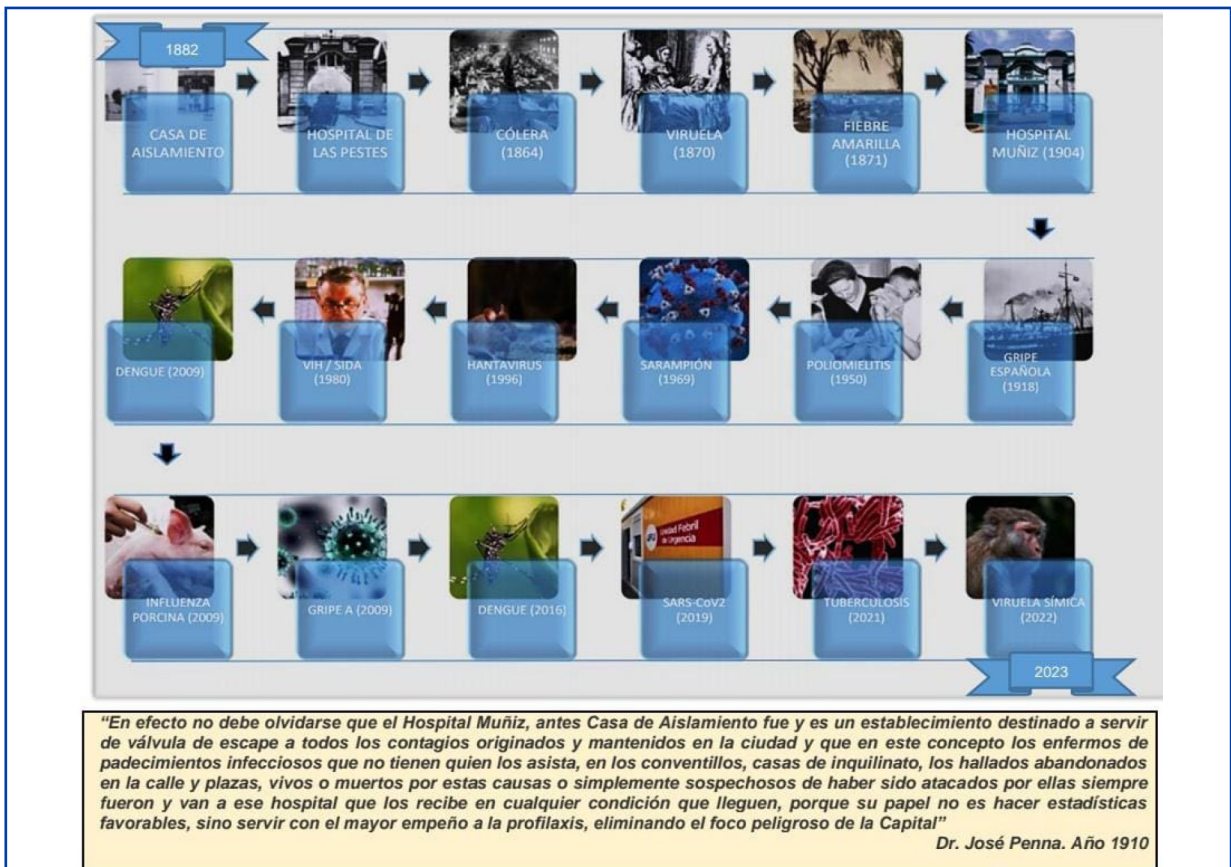 1882
CASA DE
AISLAMIENTO
HOSPITAL DE
LAS PESTES
CÓLERA
(1864)
VIRUELA
(1870)
FIEBRE
AMARILLA
(1871)
HOSPITAL
MUÑIZ (1904)
DENGUE (2009)
VIH / SIDA
(1980)
HANTAVIRUS
(1996)
SARAMPIÓN
(1969)
POLIOMIELITIS
(1950)
GRIPE
ESPAÑOLA
(1918)
Unidad Febril
de Urgencia
INFLUENZA
PORCINA (2009)
GRIPE A (2009)
DENGUE (2016)
SARS-CoV2
(2019)
TUBERCULOSIS
(2021)
VIRUELA SÍMICA
(2022)
2023
“En efecto no debe olvidarse que el Hospital Muñiz, antes Casa de Aislamiento fue y es un establecimiento destinado a servir
de válvula de escape a todos los contagios originados y mantenidos en la ciudad y que en este concepto los enfermos de
padecimientos infecciosos que no tienen quien los asista, en los conventillos, casas de inquilinato, los hallados abandonados
en la calle y plazas, vivos o muertos por estas causas o simplemente sospechosos de haber sido atacados por ellas siempre
fueron y van a ese hospital que los recibe en cualquier condición que lleguen, porque su papel no es hacer estadísticas
favorables, sino servir con el mayor empeño a la profilaxis, eliminando el foco peligroso de la Capital”
Dr. José Penna. Año 1910